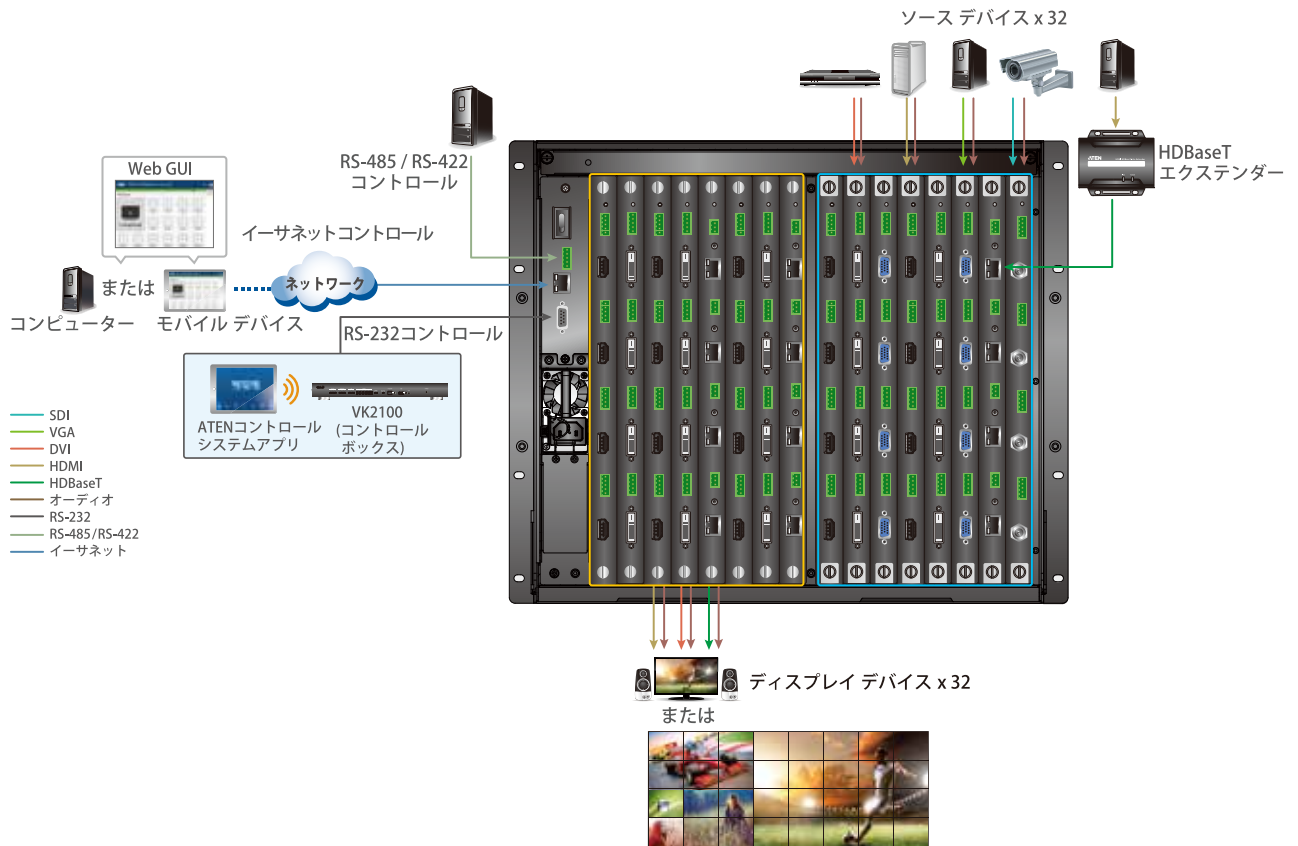 ソース デバイス x 32
HDBaseT
エクステンダー
ATEN
RS-485 / RS-422
コントロール
Web GUI
イーサネットコントロール
ネットワーク
または
コンピューター
モバイル デバイス
RS-232コントロール
ATENコントロール
システムアプリ
VK2100
(コントロール
ボックス)
SDI
VGA
DVI
HDMI
HDBaseT
オーディオ
RS-232
RS-485/RS-422
イーサネット
ディスプレイ デバイス x 32
または